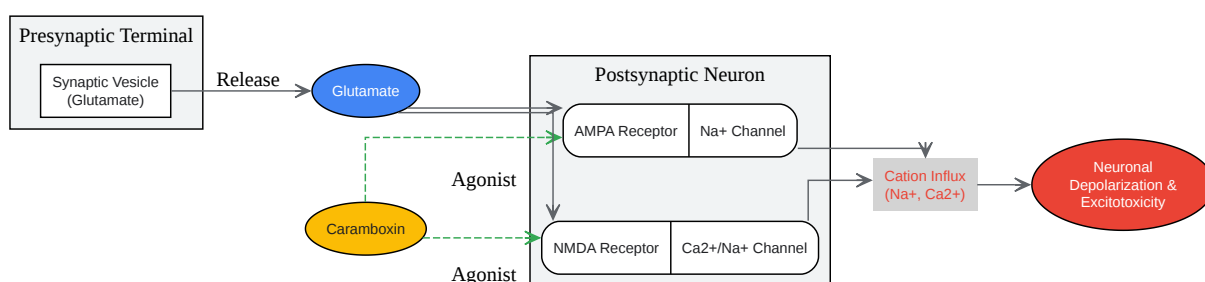 Presynaptic Terminal
Synaptic Vesicle
(Glutamate)
Release
Glutamate
Postsynaptic Neuron
AMPA Receptor
Na+ Channel
Agonist
Caramboxin
NMDA Receptor
Ca2+/Na+ Channel
Agonist
Cation Influx
(Na+, Ca2+)
Neuronal
Depolarization &
Excitotoxicity